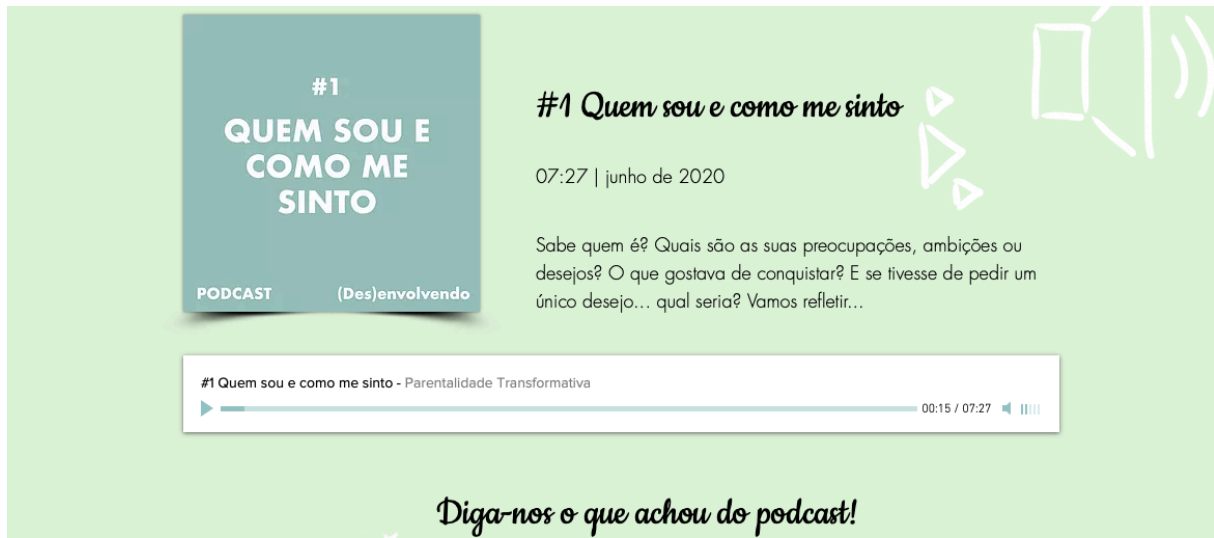 #1
QUEM SOU E
COMO ME
SINTO
PODCAST (Des)envolvendo
#1 Quem sou e como me sinto
07:27 | junho de 2020
Sabe quem é? Quais são as suas preocupações, ambições ou
desejos? O que gostava de conquistar? E se tivesse de pedir um
único desejo... qual seria? Vamos refletir...
#1 Quem sou e como me sinto - Parentalidade Transformativa
00:15 / 07:27
Diga-nos o que achou do podcast!